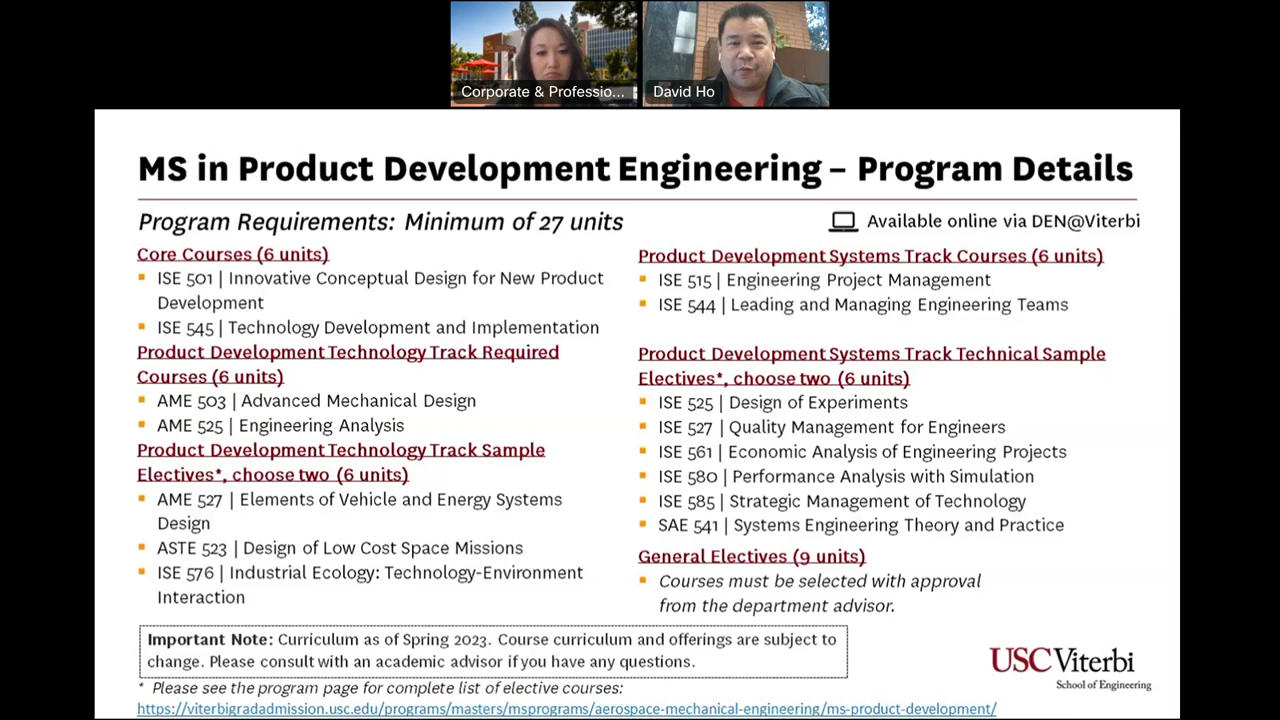 Corporate & Professio...
David Ho
MS in Product Development Engineering – Program Details
Program Requirements: Minimum of 27 units
Available online via DEN@Viterbi
Core Courses (6 units)
ISE 501 | Innovative Conceptual Design for New Product
Development
ISE 545 | Technology Development and Implementation
Product Development Technology Track Required
Courses (6 units)
AME 503 | Advanced Mechanical Design
AME 525 | Engineering Analysis
Product Development Technology Track Sample
Electives*, choose two (6 units)
AME 527 | Elements of Vehicle and Energy Systems
Design
ASTE 523 | Design of Low Cost Space Missions
ISE 576 | Industrial Ecology: Technology-Environment
Interaction
Product Development Systems Track Courses (6 units)
ISE 515 | Engineering Project Management
ISE 544 | Leading and Managing Engineering Teams
Product Development Systems Track Technical Sample
Electives*, choose two (6 units)
ISE 525 | Design of Experiments
ISE 527 | Quality Management for Engineers
ISE 561 | Economic Analysis of Engineering Projects
ISE 580 | Performance Analysis with Simulation
ISE 585 | Strategic Management of Technology
SAE 541 | Systems Engineering Theory and Practice
General Electives (9 units)
Courses must be selected with approval
from the department advisor.
Important Note: Curriculum as of Spring 2023. Course curriculum and offerings are subject to
change. Please consult with an academic advisor if you have any questions.
* Please see the program page for complete list of elective courses:
https://viterbigradadmission.usc.edu/programs/masters/msprograms/aerospace-mechanical-engineering/ms-product-development/
USC Viterbi
School of Engineering